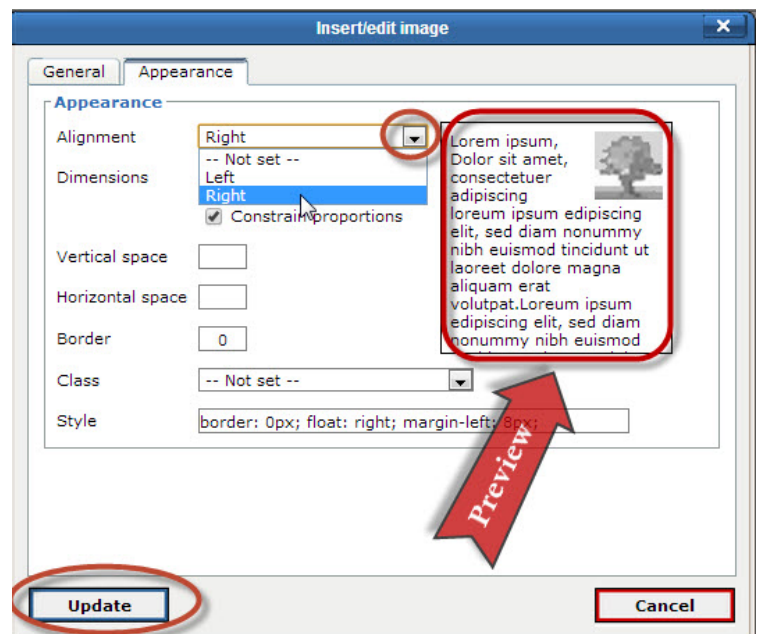 Insert/edit image
X
General Appearance
Appearance
Alignment Right
-- Not set --
Left
Right
Dimensions
Constrain proportions
Vertical space
Horizontal space
Border 0
Class -- Not set --
Style border: 0px; float: right; margin-left: 8px;
Lorem ipsum,
Dolor sit amet,
consectetuer
adipiscing
loreum ipsum edipiscing
elit, sed diam nonummy
nibh euismod tincidunt ut
laoreet dolore magna
aliquam erat
volutpat.Loreum ipsum
edipiscing elit, sed diam
nonummy nibh euismod
Preview
Update Cancel